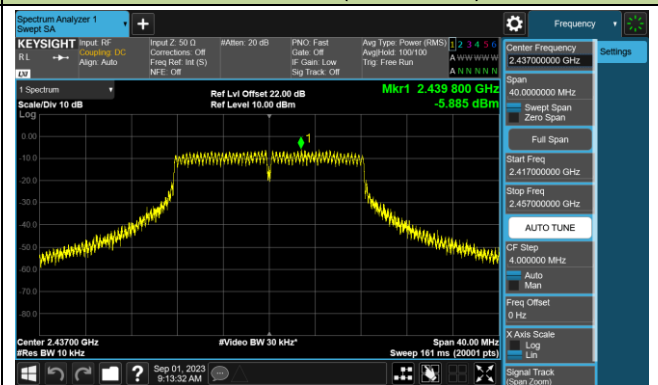 Spectrum Analyzer 1
Swept SA
+
Frequency
KEYSIGHT
RL
LXI
Input: RF
Coupling: DC
Align: Auto
Input Z: 50 Ω
Corrections: Off
Freq Ref: Int (S)
NFE: Off
#Atten: 20 dB
PNO: Fast
Gate: Off
IF Gain: Low
Sig Track: Off
Avg Type: Power (RMS)
Avg|Hold: 100/100
Trig: Free Run
1 2 3 4 5 6
A W W W W W
A N N N N N
1 Spectrum
Scale/Div 10 dB
Log
Ref Lvl Offset 22.00 dB
Ref Level 10.00 dBm
Mkr1 2.439 800 GHz
-5.885 dBm
1
0.00
-10.0
-20.0
-30.0
-40.0
-50.0
-60.0
-70.0
-80.0
Center 2.43700 GHz
#Res BW 10 kHz
#Video BW 30 kHz*
Span 40.00 MHz
Sweep 161 ms (20001 pts)
Sep 01, 2023
9:13:32 AM
?
Center Frequency
2.437000000 GHz
Span
40.0000000 MHz
Swept Span
Zero Span
Full Span
Start Freq
2.417000000 GHz
Stop Freq
2.457000000 GHz
AUTO TUNE
CF Step
4.000000 MHz
Auto
Man
Freq Offset
0 Hz
X Axis Scale
Log
Lin
Signal Track
(Span Zoom)
Settings